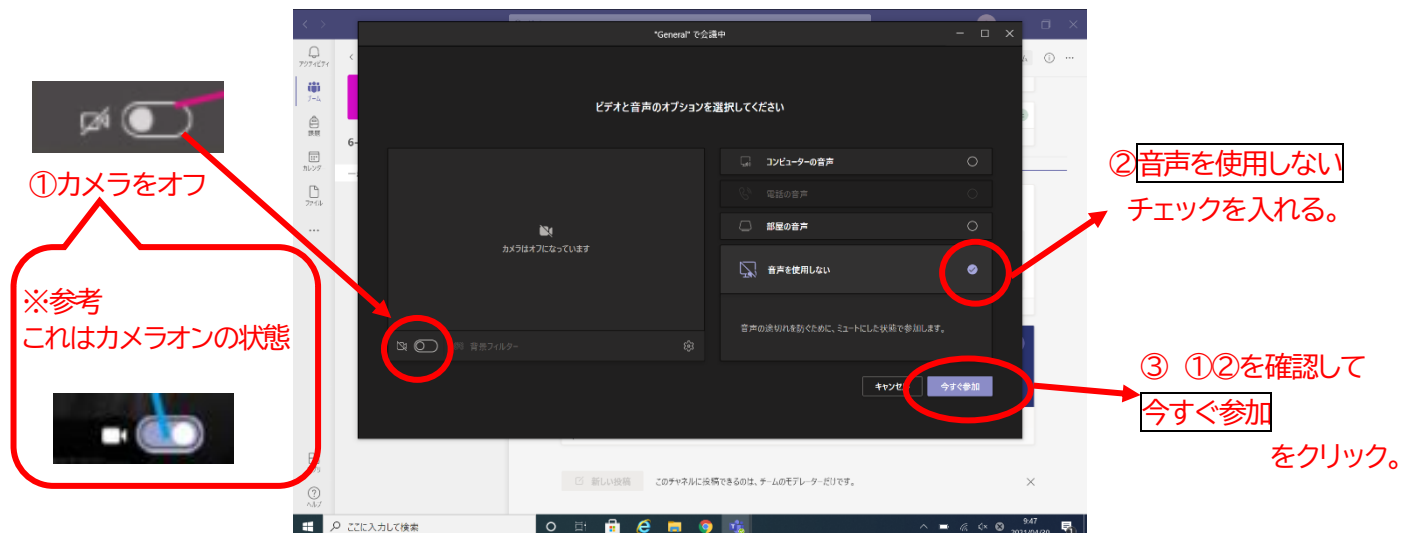 ①カメラをオフ
※参考
これはカメラオンの状態
"General" で会議中
アクティビティ
チーム
課題
カレンダー
ファイル
ビデオと音声のオプションを選択してください
カメラはオフになっています
背景フィルター
コンピューターの音声
電話の音声
部屋の音声
音声を使用しない
音声の途切れを防ぐために、ミュートにした状態で参加します。
キャンセ
今すぐ参加
②音声を使用しない
チェックを入れる。
③ ①②を確認して
今すぐ参加
をクリック。
新しい投稿
このチャネルに投稿できるのは、チームのモデレーターだけです。
ヘルプ
ここに入力して検索
9:47
2021/04/30